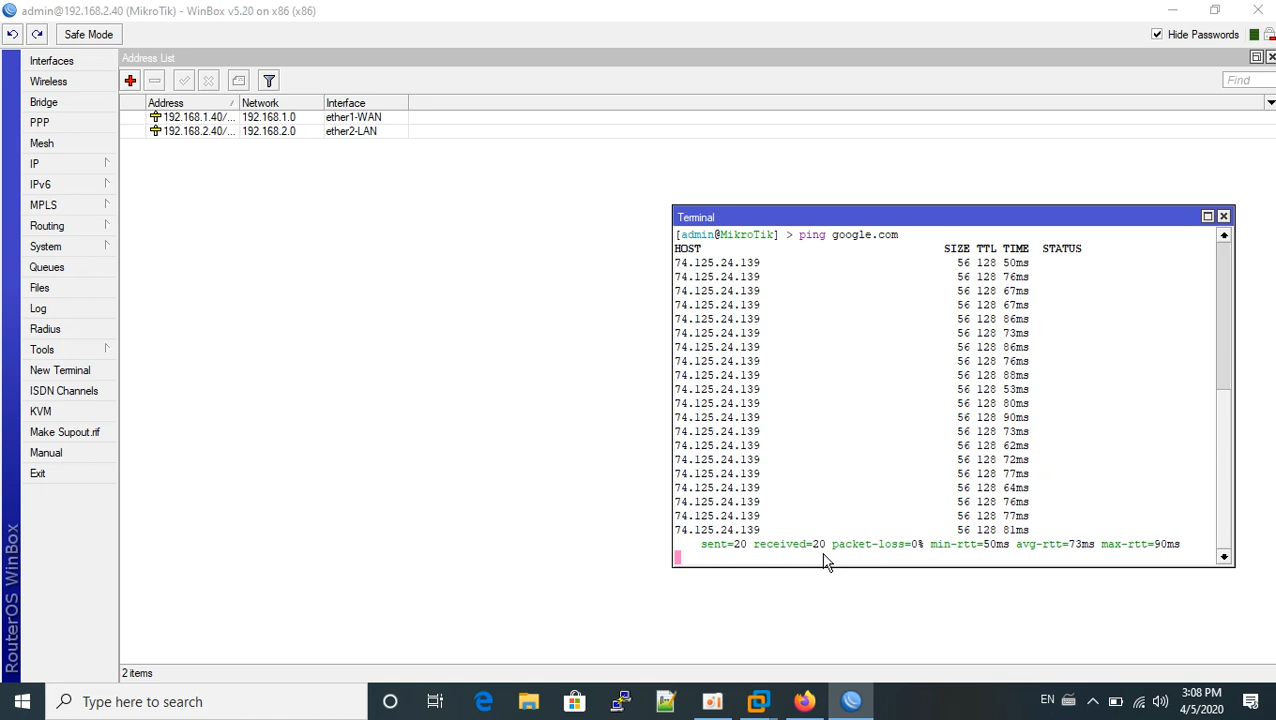 admin@192.168.2.40 (MikroTik) - WinBox v5.20 on x86 (x86)
Safe Mode
Hide Passwords
Interfaces
Wireless
Bridge
PPP
Mesh
IP
IPv6
MPLS
Routing
System
Queues
Files
Log
Radius
Tools
New Terminal
ISDN Channels
KVM
Make Supout.rif
Manual
Exit
RouterOS WinBox
Address List
Find
Address / Network Interface
192.168.1.40/... 192.168.1.0 ether1-WAN
192.168.2.40/... 192.168.2.0 ether2-LAN
Terminal
[admin@MikroTik] > ping google.com
HOST SIZE TTL TIME STATUS
74.125.24.139 56 128 50ms
74.125.24.139 56 128 76ms
74.125.24.139 56 128 67ms
74.125.24.139 56 128 67ms
74.125.24.139 56 128 86ms
74.125.24.139 56 128 73ms
74.125.24.139 56 128 86ms
74.125.24.139 56 128 76ms
74.125.24.139 56 128 88ms
74.125.24.139 56 128 53ms
74.125.24.139 56 128 80ms
74.125.24.139 56 128 90ms
74.125.24.139 56 128 73ms
74.125.24.139 56 128 62ms
74.125.24.139 56 128 72ms
74.125.24.139 56 128 77ms
74.125.24.139 56 128 64ms
74.125.24.139 56 128 76ms
74.125.24.139 56 128 77ms
74.125.24.139 56 128 81ms
sent=20 received=20 packet-loss=0% min-rtt=50ms avg-rtt=73ms max-rtt=90ms
2 items
Type here to search
EN
3:08 PM
4/5/2020